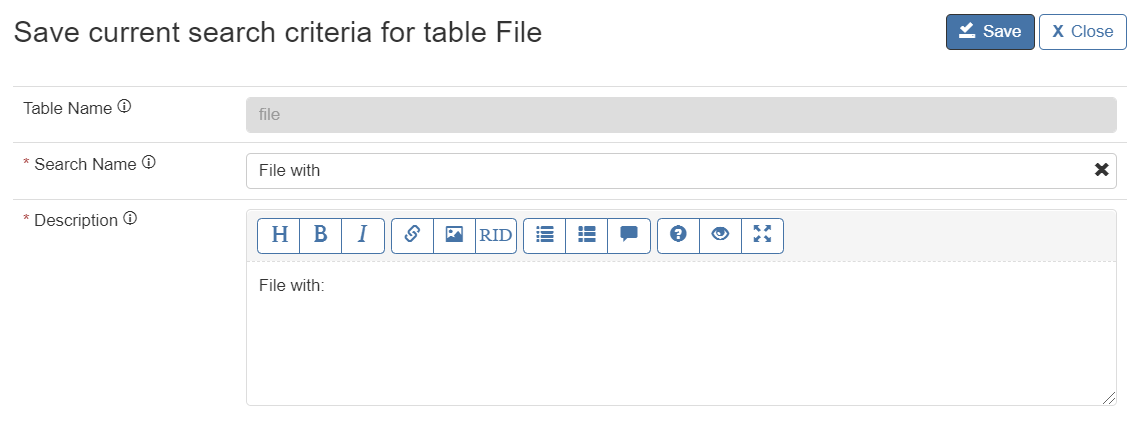 Save current search criteria for table File
Save
X Close
Table Name
file
* Search Name
File with
* Description
H B I RID
File with: